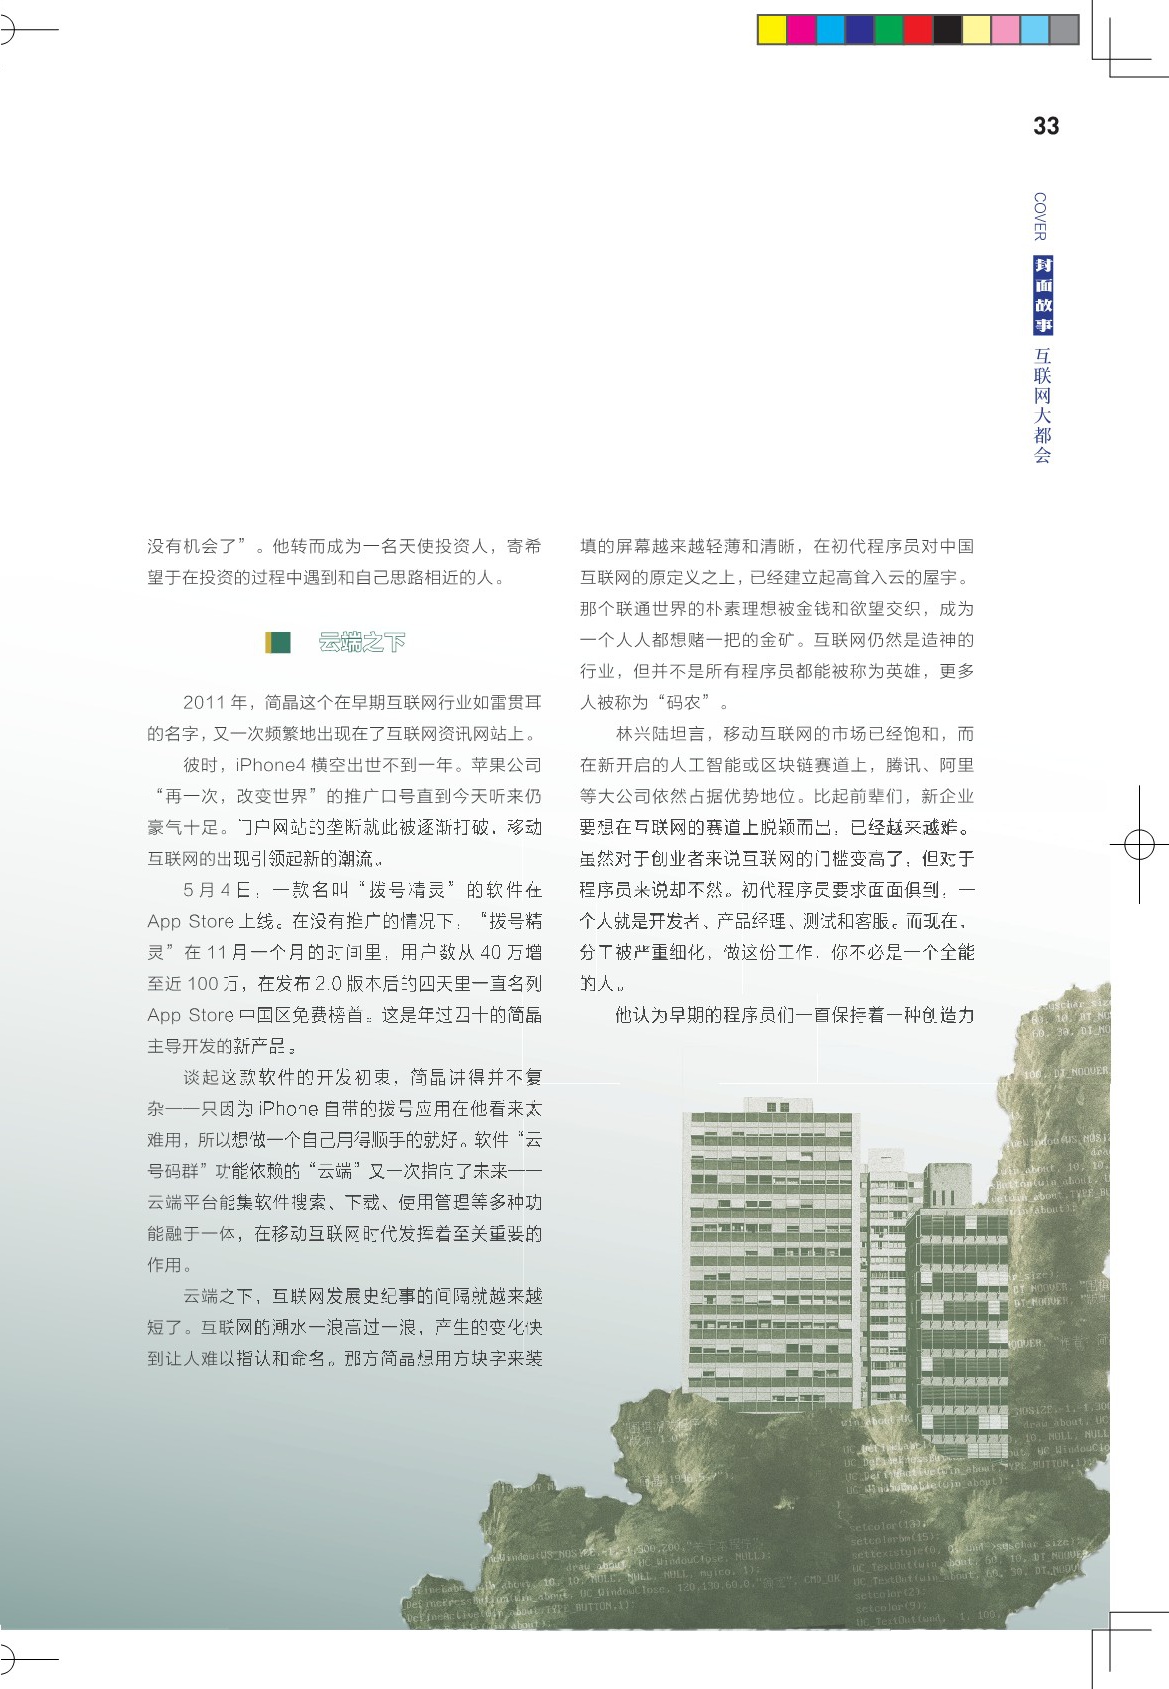 33
COVER
封面故事
互联网大都会
没有机会了”。他转而成为一名天使投资人，寄希
望于在投资的过程中遇到和自己思路相近的人。
云端之下
2011 年，简晶这个在早期互联网行业如雷贯耳
的名字，又一次频繁地出现在了互联网资讯网站上。
彼时，iPhone4 横空出世不到一年。苹果公司
“再一次，改变世界”的推广口号直到今天听来仍
豪气十足。门户网站的垄断就此被逐渐打破，移动
互联网的出现引领起新的潮流。
5 月 4 日，一款名叫“拨号精灵”的软件在
App Store 上线。在没有推广的情况下，“拨号精
灵”在 11 月一个月的时间里，用户数从 40 万增
至近 100 万，在发布 2.0 版本后的四天里一直名列
App Store 中国区免费榜首。这是年过四十的简晶
主导开发的新产品。
谈起这款软件的开发初衷，简晶讲得并不复
杂——只因为 iPhone 自带的拨号应用在他看来太
难用，所以想做一个自己用得顺手的就好。软件“云
号码群”功能依赖的“云端”又一次指向了未来——
云端平台能集软件搜索、下载、使用管理等多种功
能融于一体，在移动互联网时代发挥着至关重要的
作用。
云端之下，互联网发展史纪事的间隔就越来越
短了。互联网的潮水一浪高过一浪，产生的变化快
到让人难以指认和命名。那方简晶想用方块字来装
填的屏幕越来越轻薄和清晰，在初代程序员对中国
互联网的原定义之上，已经建立起高耸入云的屋宇。
那个联通世界的朴素理想被金钱和欲望交织，成为
一个人人都想赌一把的金矿。互联网仍然是造神的
行业，但并不是所有程序员都能被称为英雄，更多
人被称为“码农”。
林兴陆坦言，移动互联网的市场已经饱和，而
在新开启的人工智能或区块链赛道上，腾讯、阿里
等大公司依然占据优势地位。比起前辈们，新企业
要想在互联网的赛道上脱颖而出，已经越来越难。
虽然对于创业者来说互联网的门槛变高了，但对于
程序员来说却不然。初代程序员要求面面俱到，一
个人就是开发者、产品经理、测试和客服。而现在，
分工被严重细化，做这份工作，你不必是一个全能
的人。
他认为早期的程序员们一直保持着一种创造力